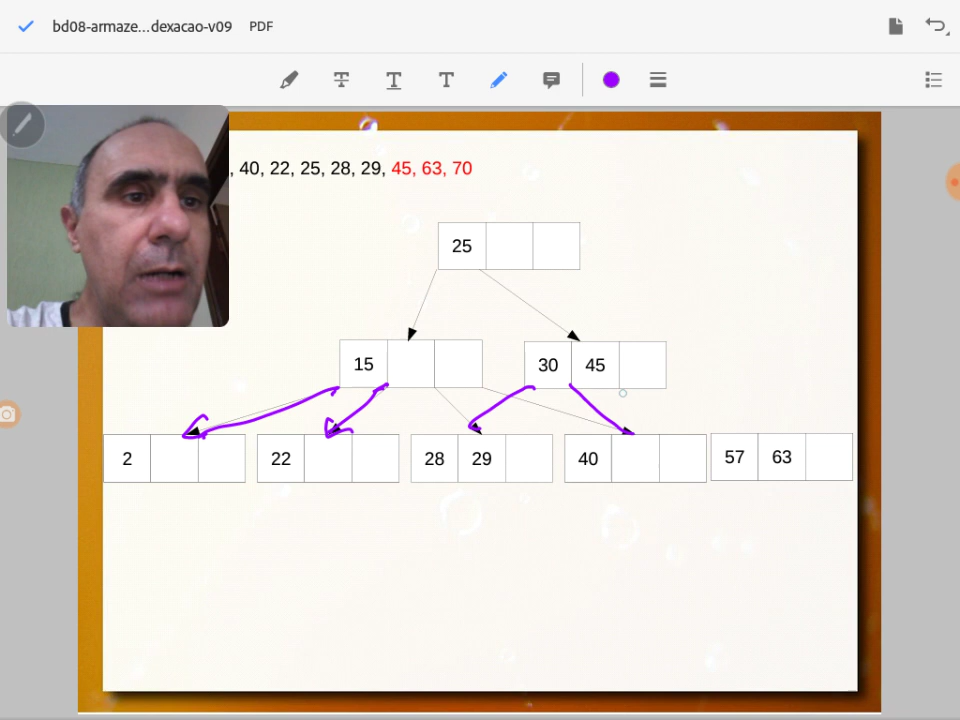 bd08-armaze...dexacao-v09 PDF
, 40, 22, 25, 28, 29, 45, 63, 70
25
15 30 45
2 22 28 29 40 57 63